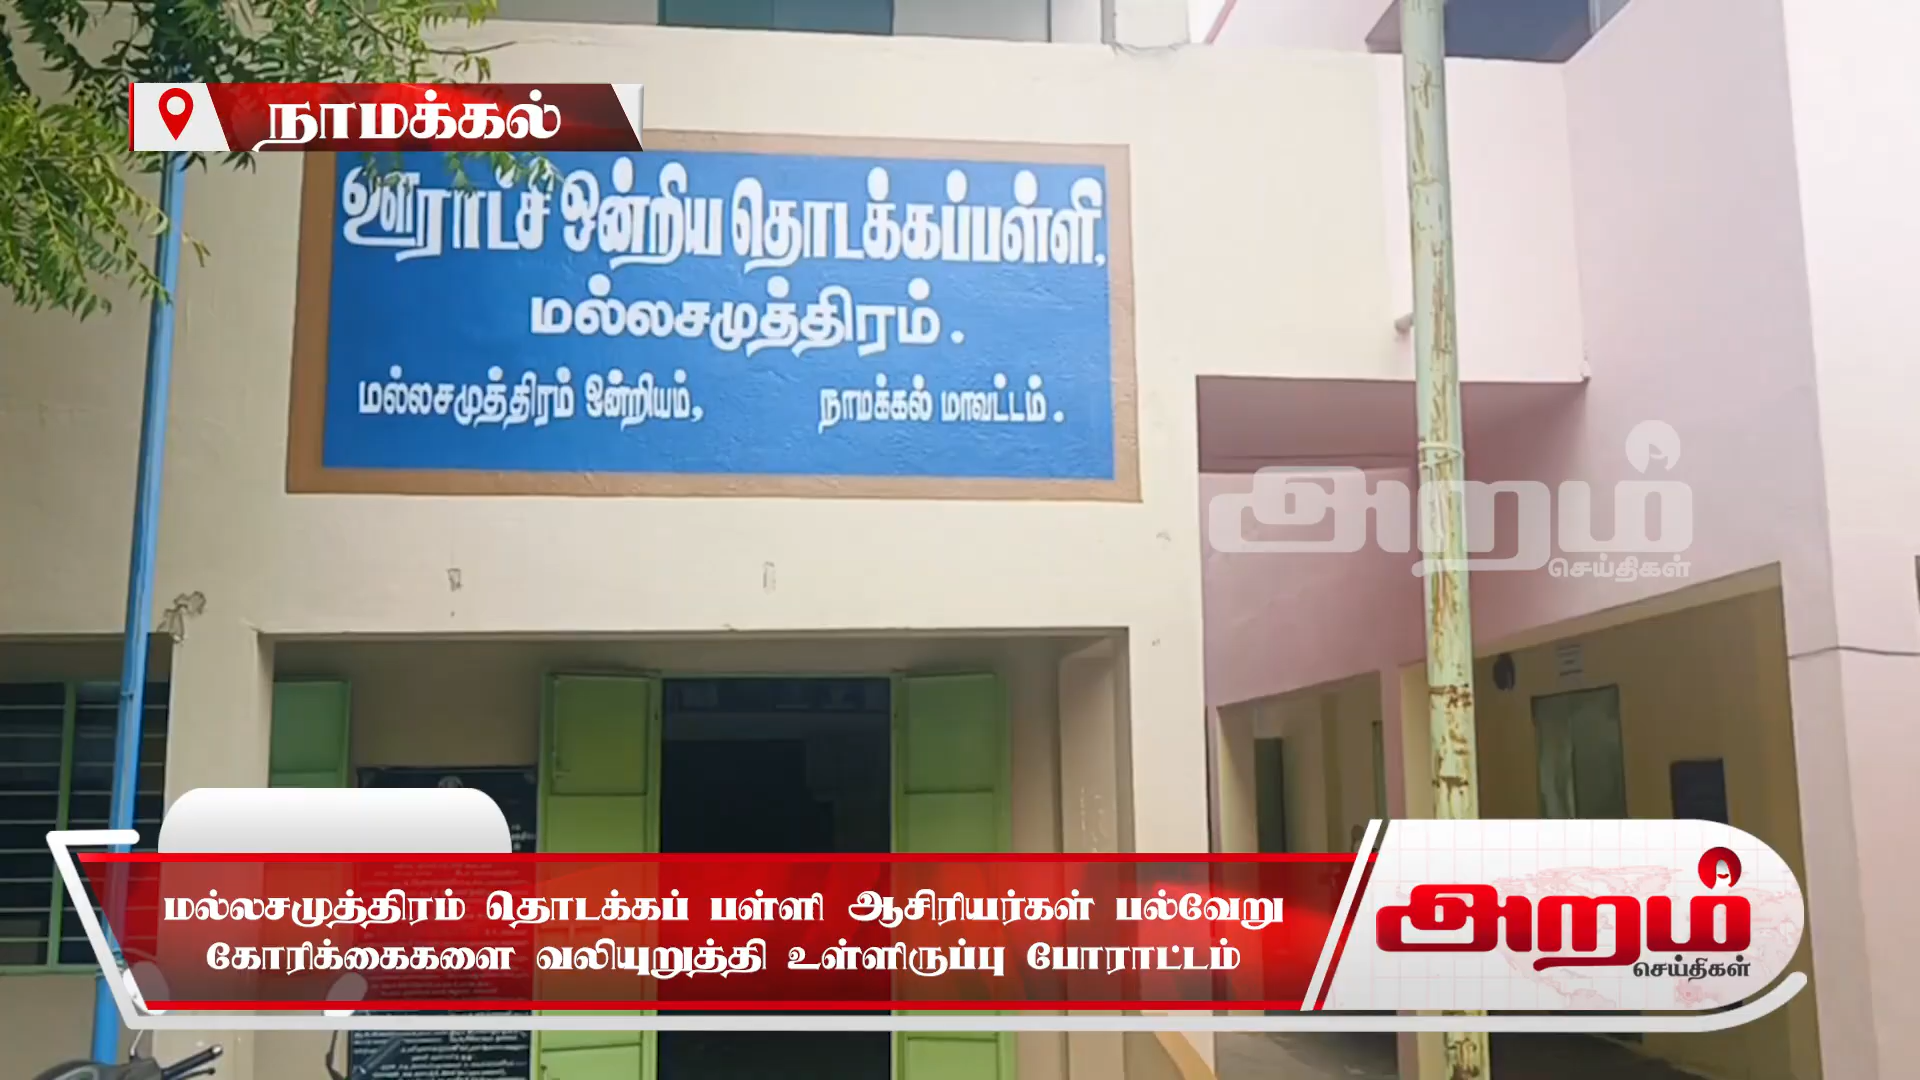 நாமக்கல்
ஊராட்சி ஒன்றிய தொடக்கப்பள்ளி,
மல்லசமுத்திரம்.
மல்லசமுத்திரம் ஒன்றியம், நாமக்கல் மாவட்டம்.
அறம்
செய்திகள்
மல்லசமுத்திரம் தொடக்கப் பள்ளி ஆசிரியர்கள் பல்வேறு
கோரிக்கைகளை வலியுறுத்தி உள்ளிருப்பு போராட்டம்
அறம்
செய்திகள்